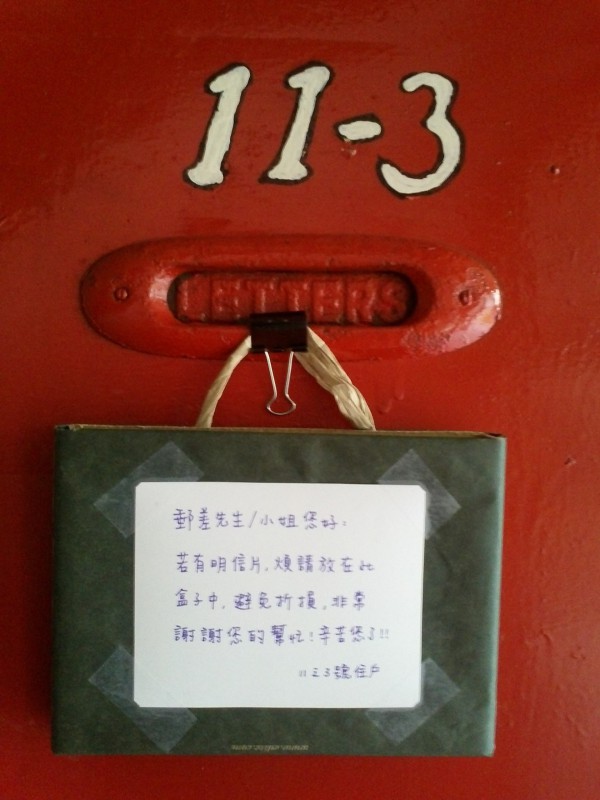 11-3
LETTERS
郵差先生/小姐您好:
若有明信片,煩請放在此
盒子中,避免折損,非常
謝謝您的幫忙!辛苦您了!!
11之3號住戶